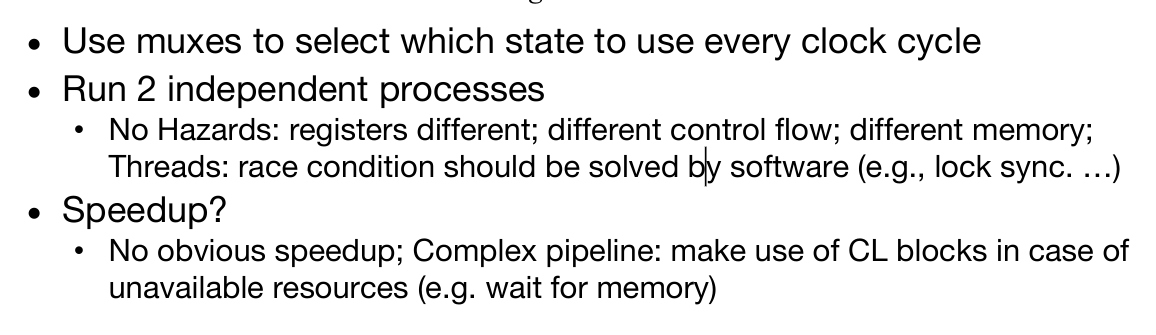 • Use muxes to select which state to use every clock cycle
• Run 2 independent processes
• No Hazards: registers different; different control flow; different memory;
Threads: race condition should be solved by software (e.g., lock sync. …)
• Speedup?
• No obvious speedup; Complex pipeline: make use of CL blocks in case of
unavailable resources (e.g. wait for memory)